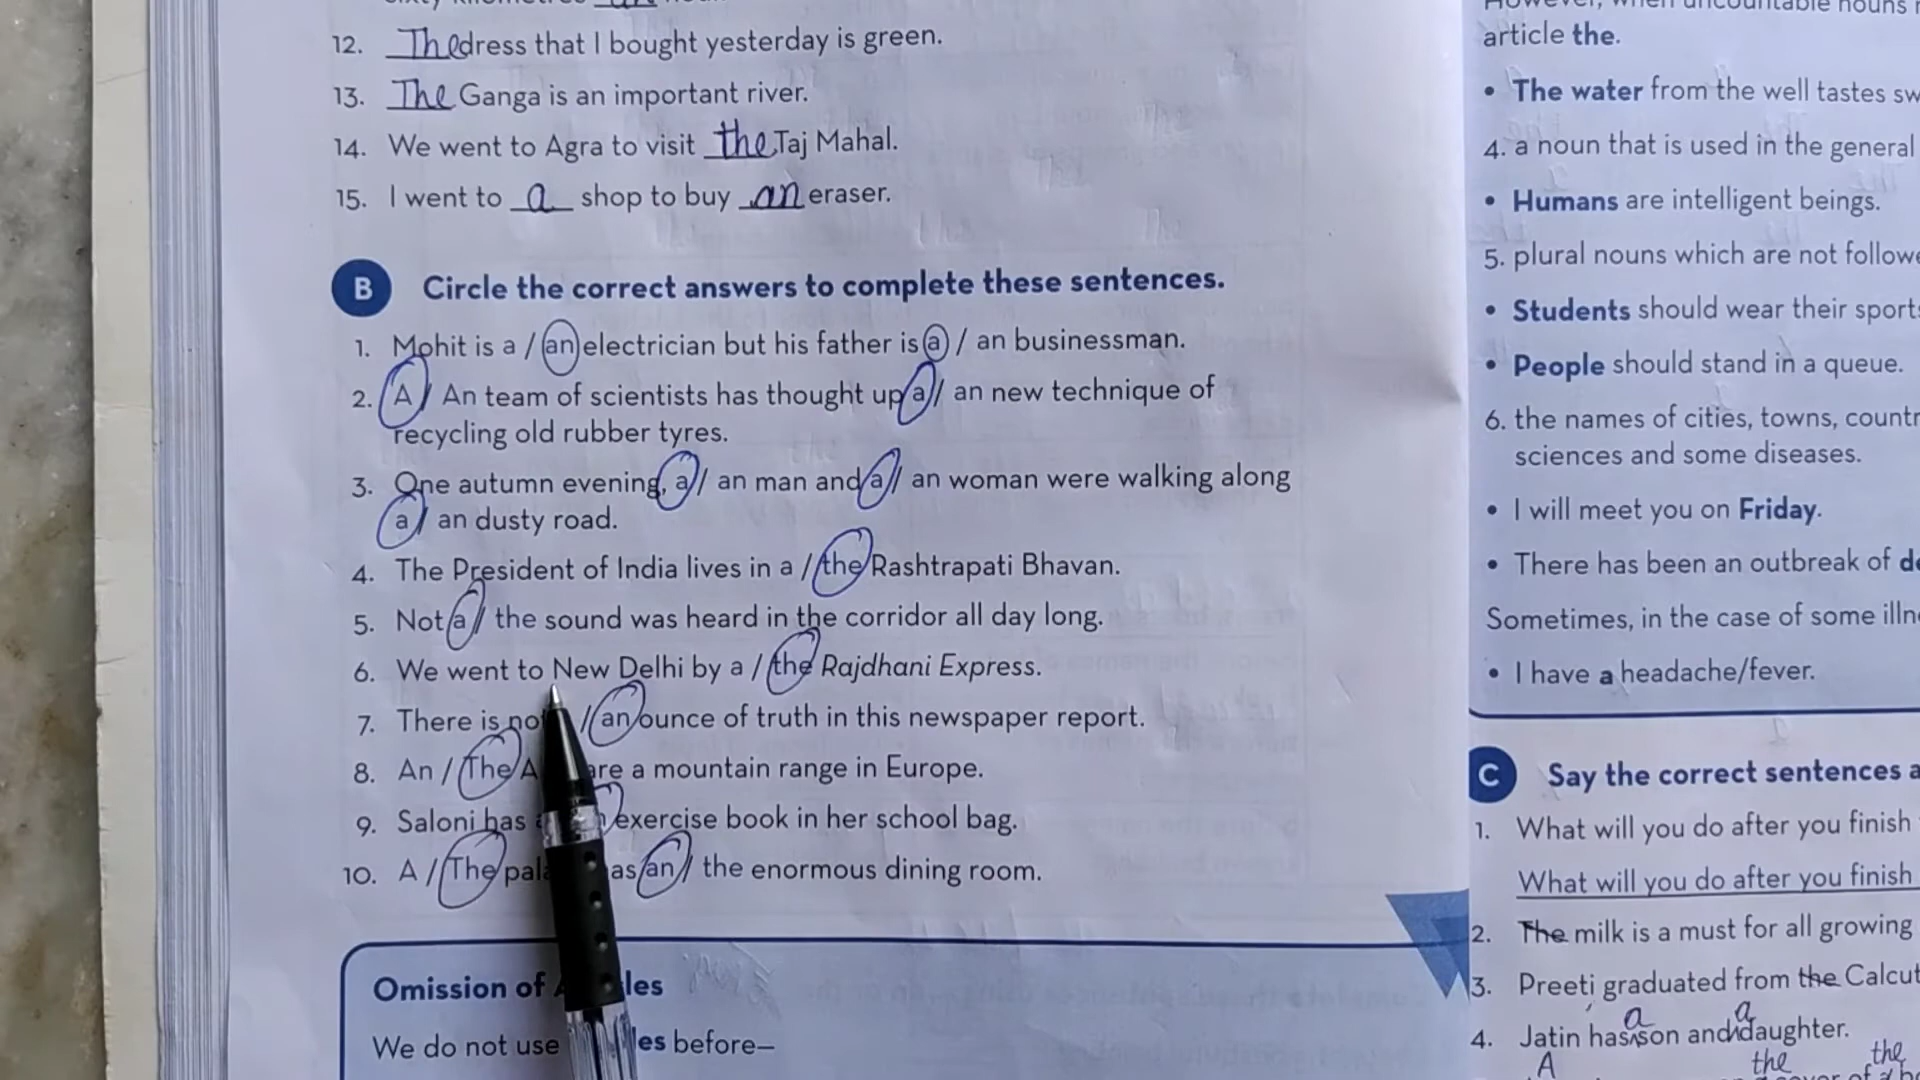 12. The dress that I bought yesterday is green.
13. The Ganga is an important river.
14. We went to Agra to visit the Taj Mahal.
15. I went to a shop to buy an eraser.
B Circle the correct answers to complete these sentences.
1. Mohit is a / an electrician but his father is a / an businessman.
2. A / An team of scientists has thought up a / an new technique of
recycling old rubber tyres.
3. One autumn evening, a / an man and a / an woman were walking along
a / an dusty road.
4. The President of India lives in a / the Rashtrapati Bhavan.
5. Not a / the sound was heard in the corridor all day long.
6. We went to New Delhi by a / the Rajdhani Express.
7. There is not / an ounce of truth in this newspaper report.
8. An / The are a mountain range in Europe.
9. Saloni has exercise book in her school bag.
10. A / The as an / the enormous dining room.
Omission of
We do not use before—
article the.
• The water from the well tastes
4. a noun that is used in the general
• Humans are intelligent beings.
5. plural nouns which are not
• Students should wear their
• People should stand in a queue.
6. the names of cities, towns,
sciences and some diseases.
• I will meet you on Friday.
• There has been an outbreak of
Sometimes, in the case of some
• I have a headache/fever.
C Say the correct sentences
1. What will you do after you finish
What will you do after you finish
2. The milk is a must for all growing
3. Preeti graduated from the
a a
4. Jatin has son and daughter.
A the the